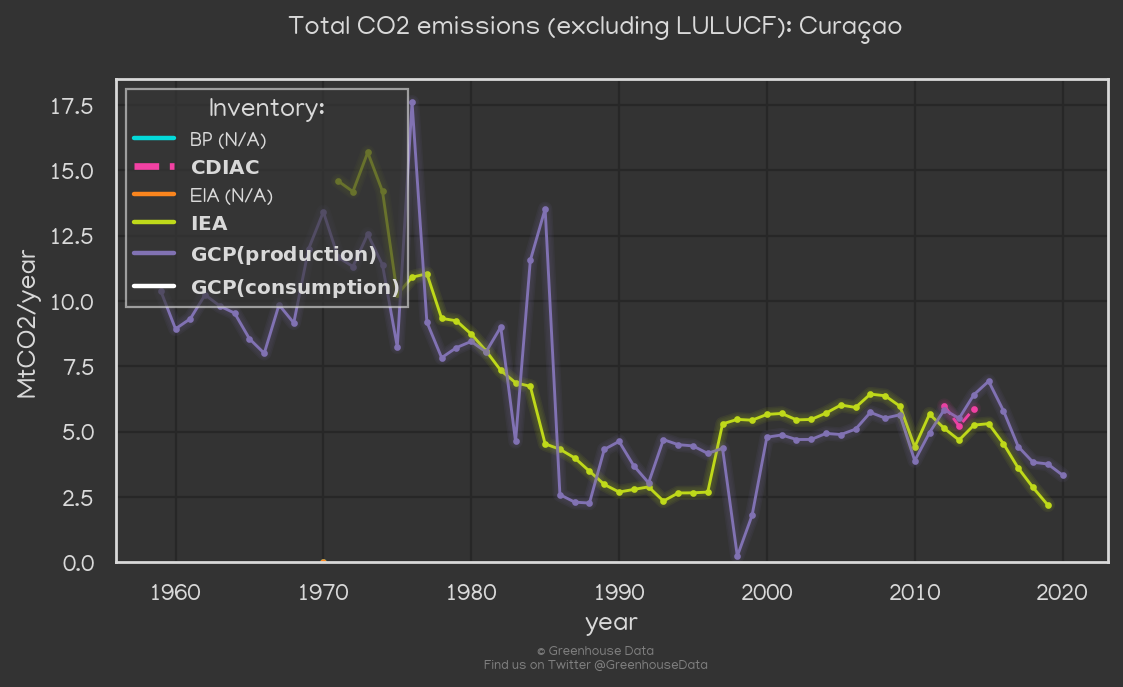 Total CO2 emissions (excluding LULUCF): Curaçao
Inventory:
BP (N/A)
CDIAC
EIA (N/A)
IEA
GCP(production)
GCP(consumption)
MtCO2/year
17.5
15.0
12.5
10.0
7.5
5.0
2.5
0.0
1960 1970 1980 1990 2000 2010 2020
year
© Greenhouse Data
Find us on Twitter @GreenhouseData